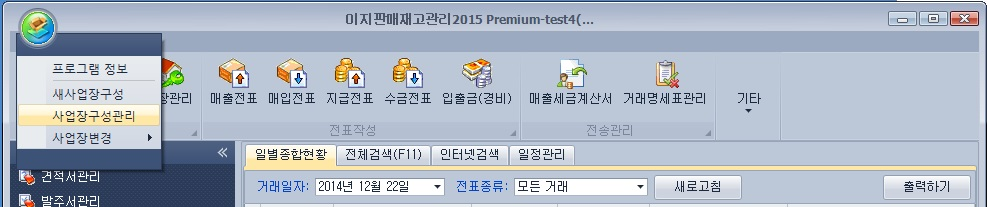 이지판매재고관리2015 Premium-test4(...
프로그램 정보
새사업장구성
사업장구성관리
사업장변경
장관리
매출전표 매입전표 지급전표 수금전표 입출금(경비)
전표작성
매출세금계산서 거래명세표관리
전송관리
기타
견적서관리
발주서관리
일별종합현황 전체검색(F11) 인터넷검색 일정관리
거래일자: 2014년 12월 22일 전표종류: 모든 거래 새로고침 출력하기